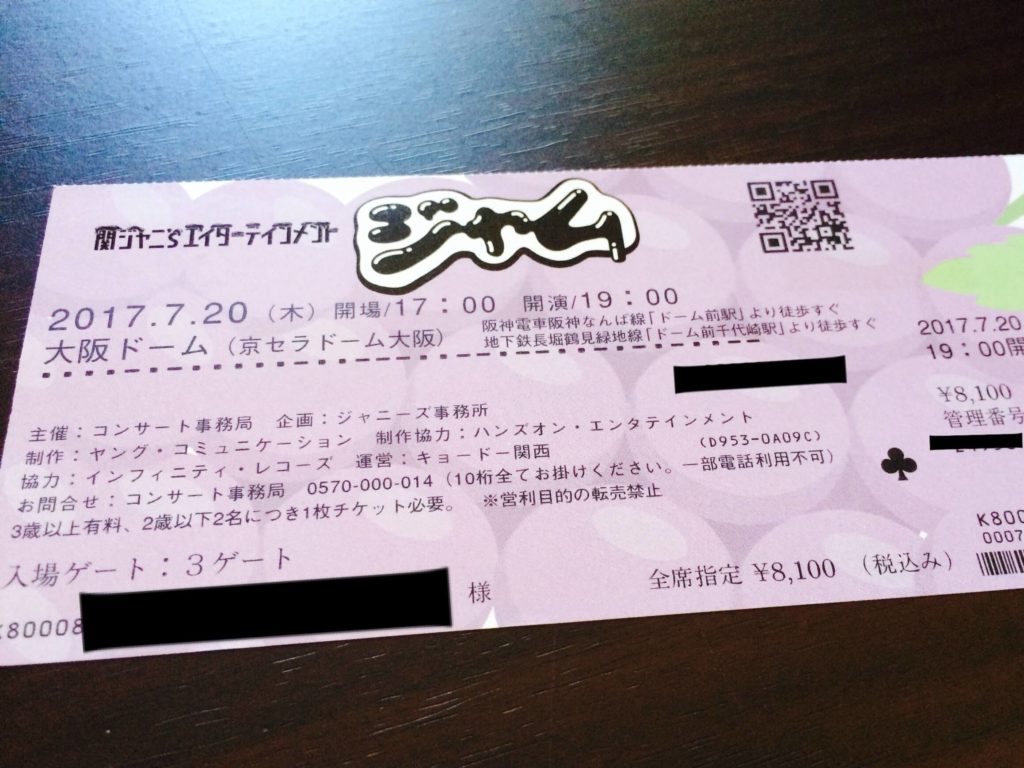 関ジャニ'sエイターテインメント
ジャム
2017.7.20（木）開場/17：00 開演/19：00
大阪ドーム（京セラドーム大阪）
阪神電車阪神なんば線「ドーム前駅」より徒歩すぐ
地下鉄長堀鶴見緑地線「ドーム前千代崎駅」より徒歩すぐ
主催：コンサート事務局 企画：ジャニーズ事務所
制作：ヤング・コミュニケーション 制作協力：ハンズオン・エンタテインメント
協力：インフィニティ・レコーズ 運営：キョードー関西 （D953-0A09C）
お問合せ：コンサート事務局 0570-000-014（10桁全てお掛けください。一部電話利用不可）
3歳以上有料、2歳以下2名につき1枚チケット必要。 ※営利目的の転売禁止
入場ゲート：3ゲート
様
K80008
全席指定 ¥8,100 （税込み）
2017.7.20
19：00開
¥8,100
管理番号
K800
0007